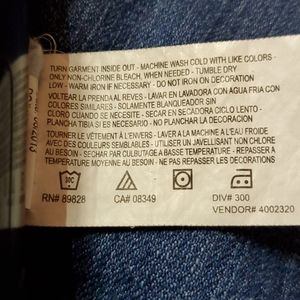 TURN GARMENT INSIDE OUT - MACHINE WASH COLD WITH LIKE COLORS -
ONLY NON-CHLORINE BLEACH, WHEN NEEDED - TUMBLE DRY
LOW - WARM IRON IF NECESSARY - DO NOT IRON DECORATION
VOLTEAR LA PRENDA AL REVES - LAVAR EN LAVADORA CON AGUA FRIA CON
COLORES SIMILARES - SOLAMENTE BLANQUEADOR SIN
CLORO CUANDO SE NECESITE - SECAR EN SECADORA CICLO LENTO -
PLANCHA TIBIA SI ES NECESARIO - NO PLANCHAR LA DECORACION
TOURNER LE VÊTEMENT À L'ENVERS - LAVER A LA MACHINE A L'EAU FROIDE
AVEC DES COULEURS SEMBLABLES - UTILISER UN JAVELLISANT NON CHLORE
AU BESOIN - SECHAR PAR CULBUTAGE A BASSE TEMPERATURE - REPASSER A
TEMPERATURE MOYENNE AU BESOIN - NE PAS REPASSER LES DECORATIONS
RN# 89828
CA# 08349
DIV# 300
VENDOR# 4002320